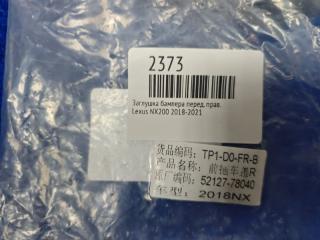 2373
Заглушка бампера перед. прав.
Lexus NX200 2018-2021
货品编码: TP1-D0-FR-B
产品名称: 前拖车盖R
原厂编码: 52127-78040
车型: 2018NX